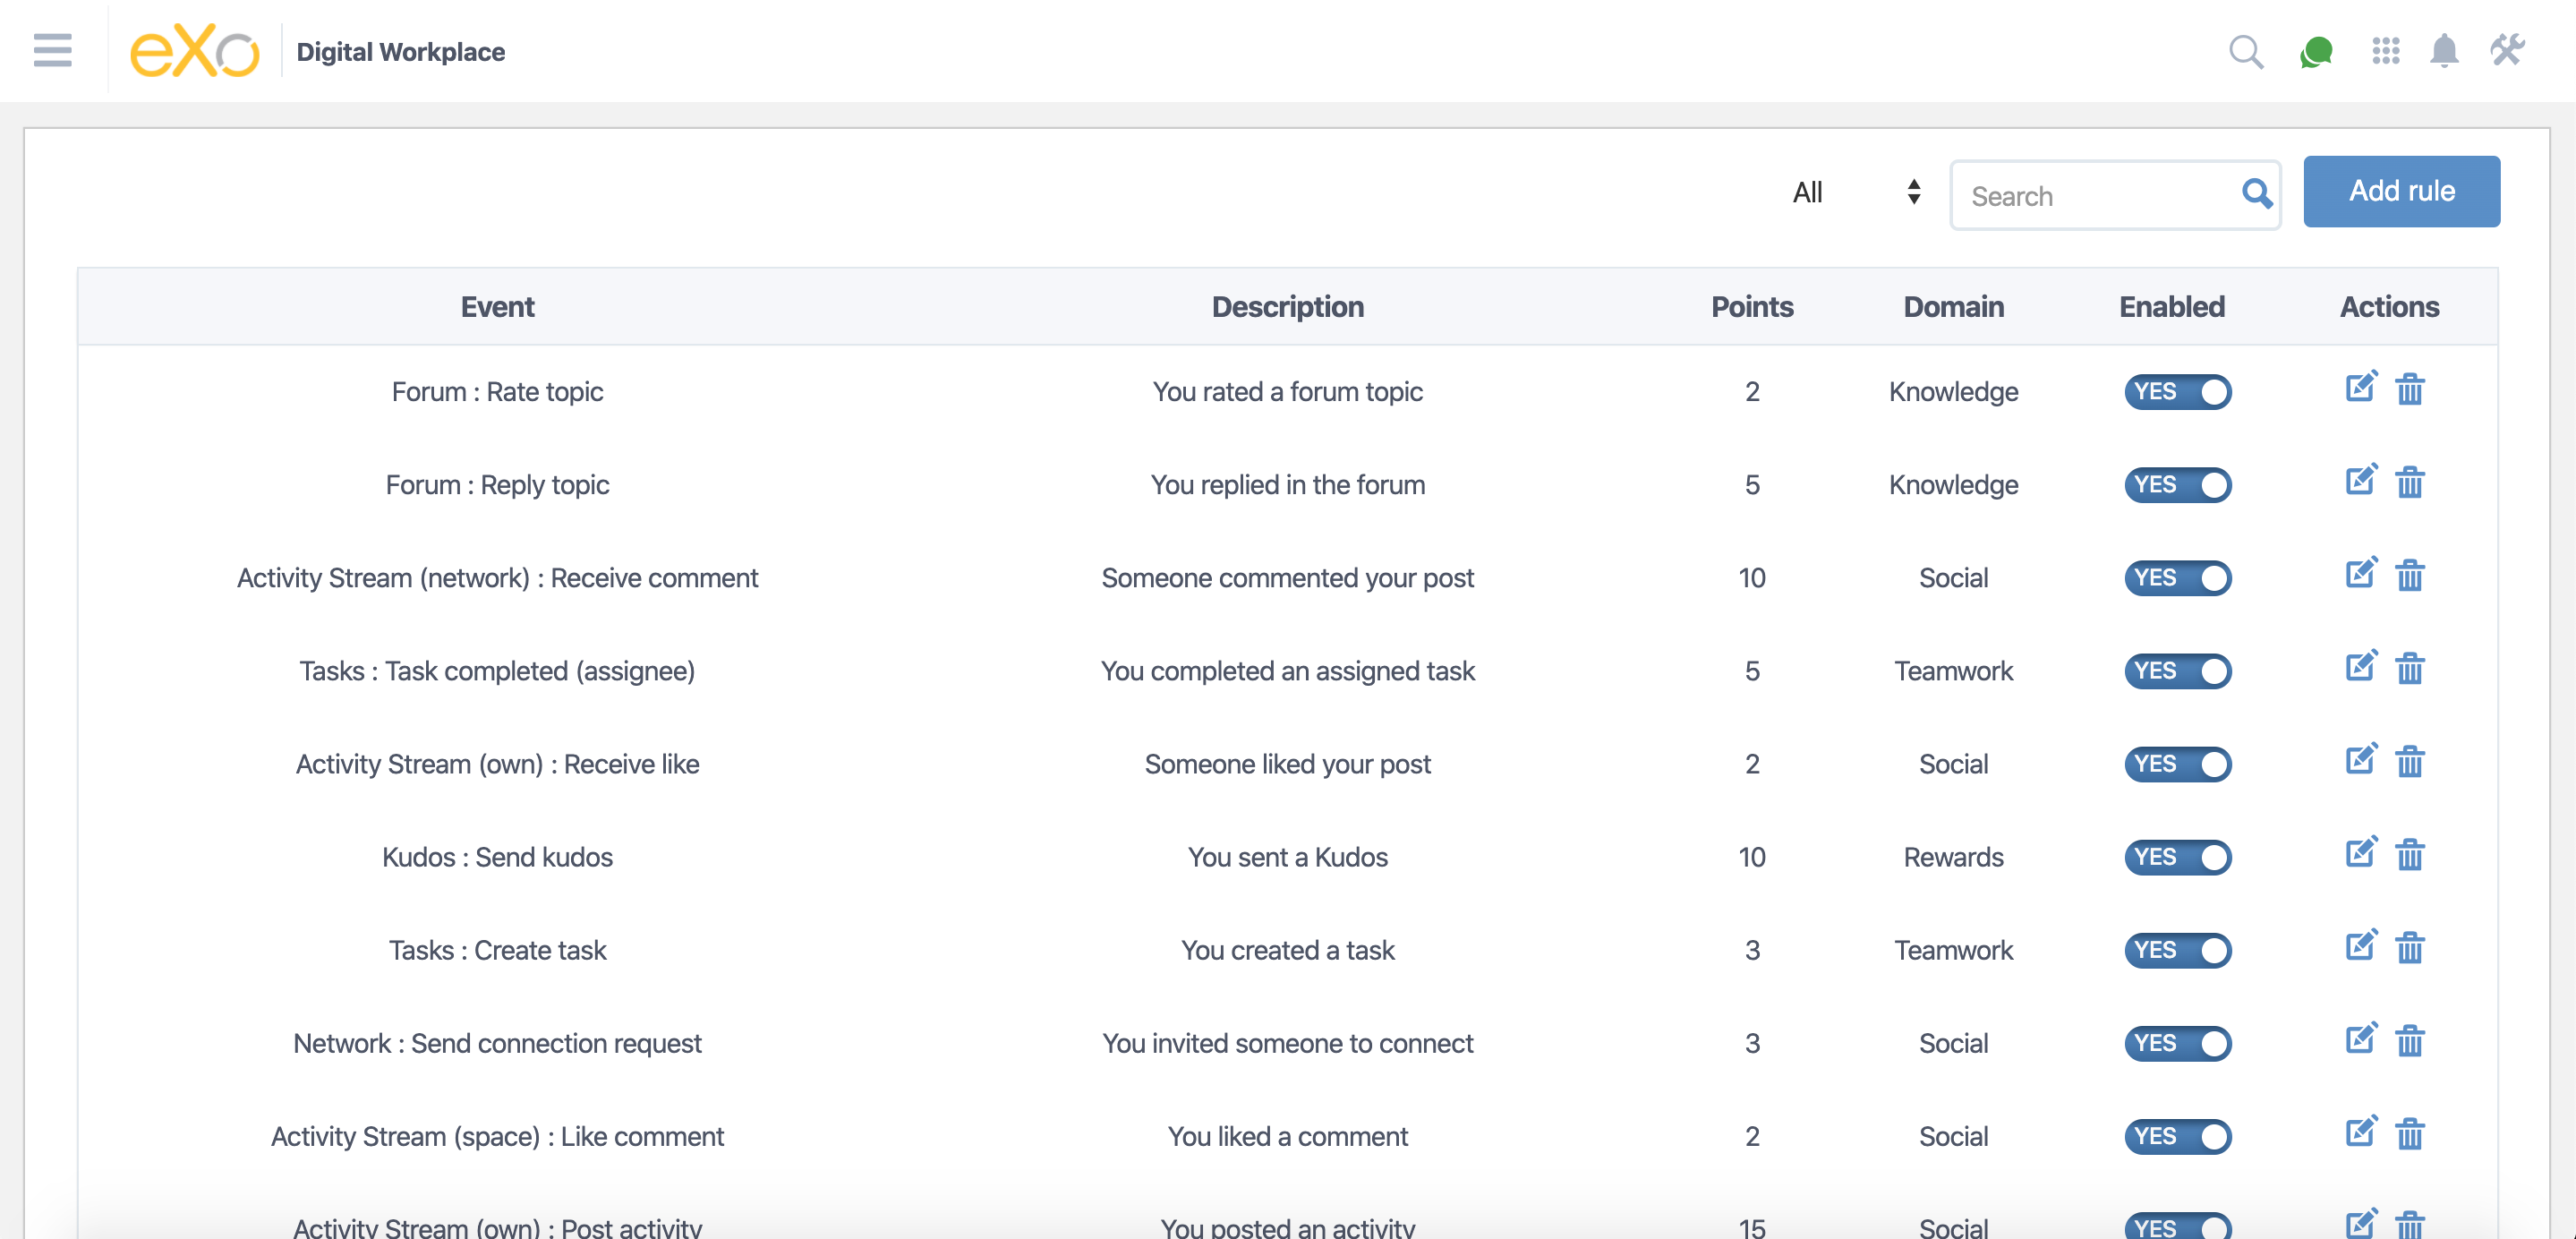 eXo Digital Workplace
All Search Add rule
Event Description Points Domain Enabled Actions
Forum : Rate topic You rated a forum topic 2 Knowledge YES
Forum : Reply topic You replied in the forum 5 Knowledge YES
Activity Stream (network) : Receive comment Someone commented your post 10 Social YES
Tasks : Task completed (assignee) You completed an assigned task 5 Teamwork YES
Activity Stream (own) : Receive like Someone liked your post 2 Social YES
Kudos : Send kudos You sent a Kudos 10 Rewards YES
Tasks : Create task You created a task 3 Teamwork YES
Network : Send connection request You invited someone to connect 3 Social YES
Activity Stream (space) : Like comment You liked a comment 2 Social YES
Activity Stream (own) : Post activity You posted an activity 15 Social YES